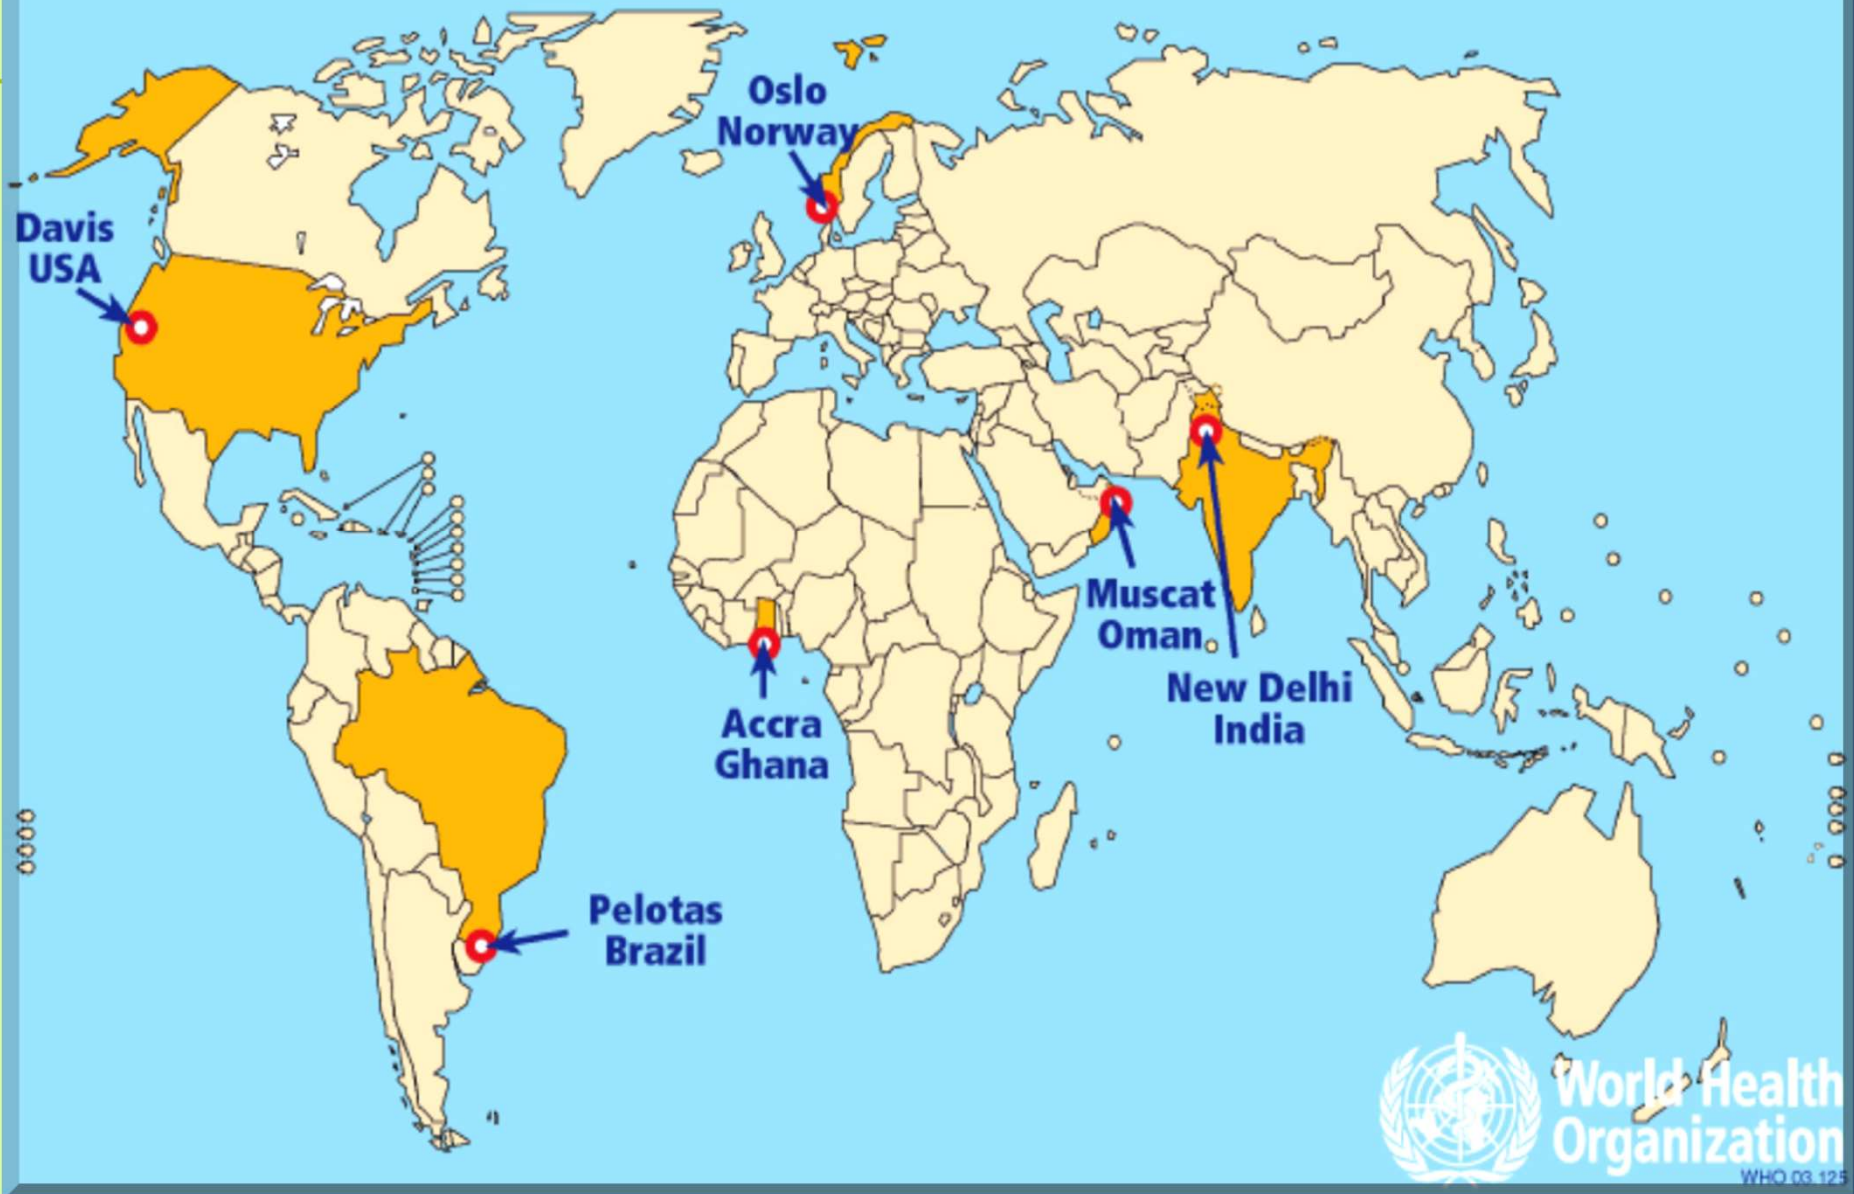 Oslo
Norway
Davis
USA
Muscat
Oman
New Delhi
India
Accra
Ghana
Pelotas
Brazil
World Health
Organization
WHO 03.125